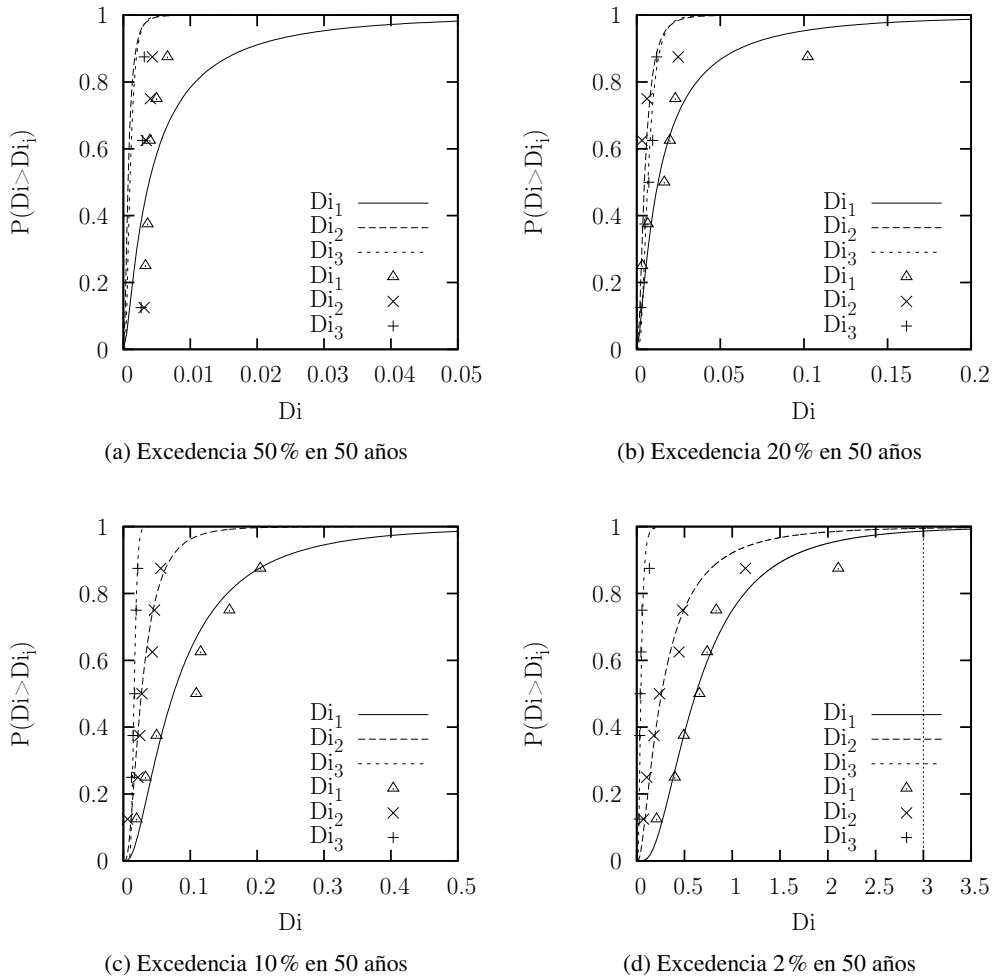 1
0.8
0.6
0.4
0.2
0
P(Di>Di_i)
Di_1
Di_2
Di_3
Di_1
Di_2
Di_3
0 0.01 0.02 0.03 0.04 0.05
Di
(a) Excedencia 50% en 50 años
1
0.8
0.6
0.4
0.2
0
P(Di>Di_i)
Di_1
Di_2
Di_3
Di_1
Di_2
Di_3
0 0.05 0.1 0.15 0.2
Di
(b) Excedencia 20% en 50 años
1
0.8
0.6
0.4
0.2
0
P(Di>Di_i)
Di_1
Di_2
Di_3
Di_1
Di_2
Di_3
0 0.1 0.2 0.3 0.4 0.5
Di
(c) Excedencia 10% en 50 años
1
0.8
0.6
0.4
0.2
0
P(Di>Di_i)
Di_1
Di_2
Di_3
Di_1
Di_2
Di_3
0 0.5 1 1.5 2 2.5 3 3.5
Di
(d) Excedencia 2% en 50 años